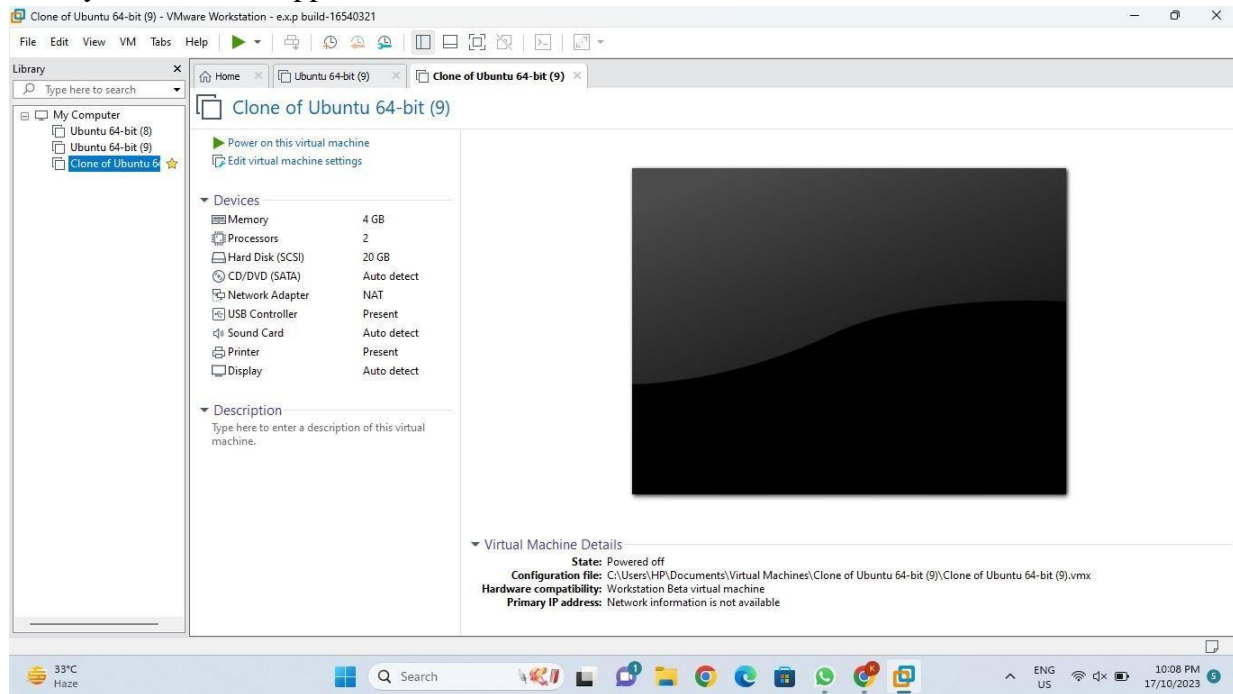 Clone of Ubuntu 64-bit (9) - VMware Workstation - e.x.p build-16540321
File Edit View VM Tabs Help
Library
Type here to search
My Computer
Ubuntu 64-bit (8)
Ubuntu 64-bit (9)
Clone of Ubuntu 6
Home
Ubuntu 64-bit (9)
Clone of Ubuntu 64-bit (9)
Clone of Ubuntu 64-bit (9)
Power on this virtual machine
Edit virtual machine settings
Devices
Memory 4 GB
Processors 2
Hard Disk (SCSI) 20 GB
CD/DVD (SATA) Auto detect
Network Adapter NAT
USB Controller Present
Sound Card Auto detect
Printer Present
Display Auto detect
Description
Type here to enter a description of this virtual
machine.
Virtual Machine Details
State: Powered off
Configuration file: C:\Users\HP\Documents\Virtual Machines\Clone of Ubuntu 64-bit (9)\Clone of Ubuntu 64-bit (9).vmx
Hardware compatibility: Workstation Beta virtual machine
Primary IP address: Network information is not available
33°C
Haze
Search
ENG
US
10:08 PM
17/10/2023
5